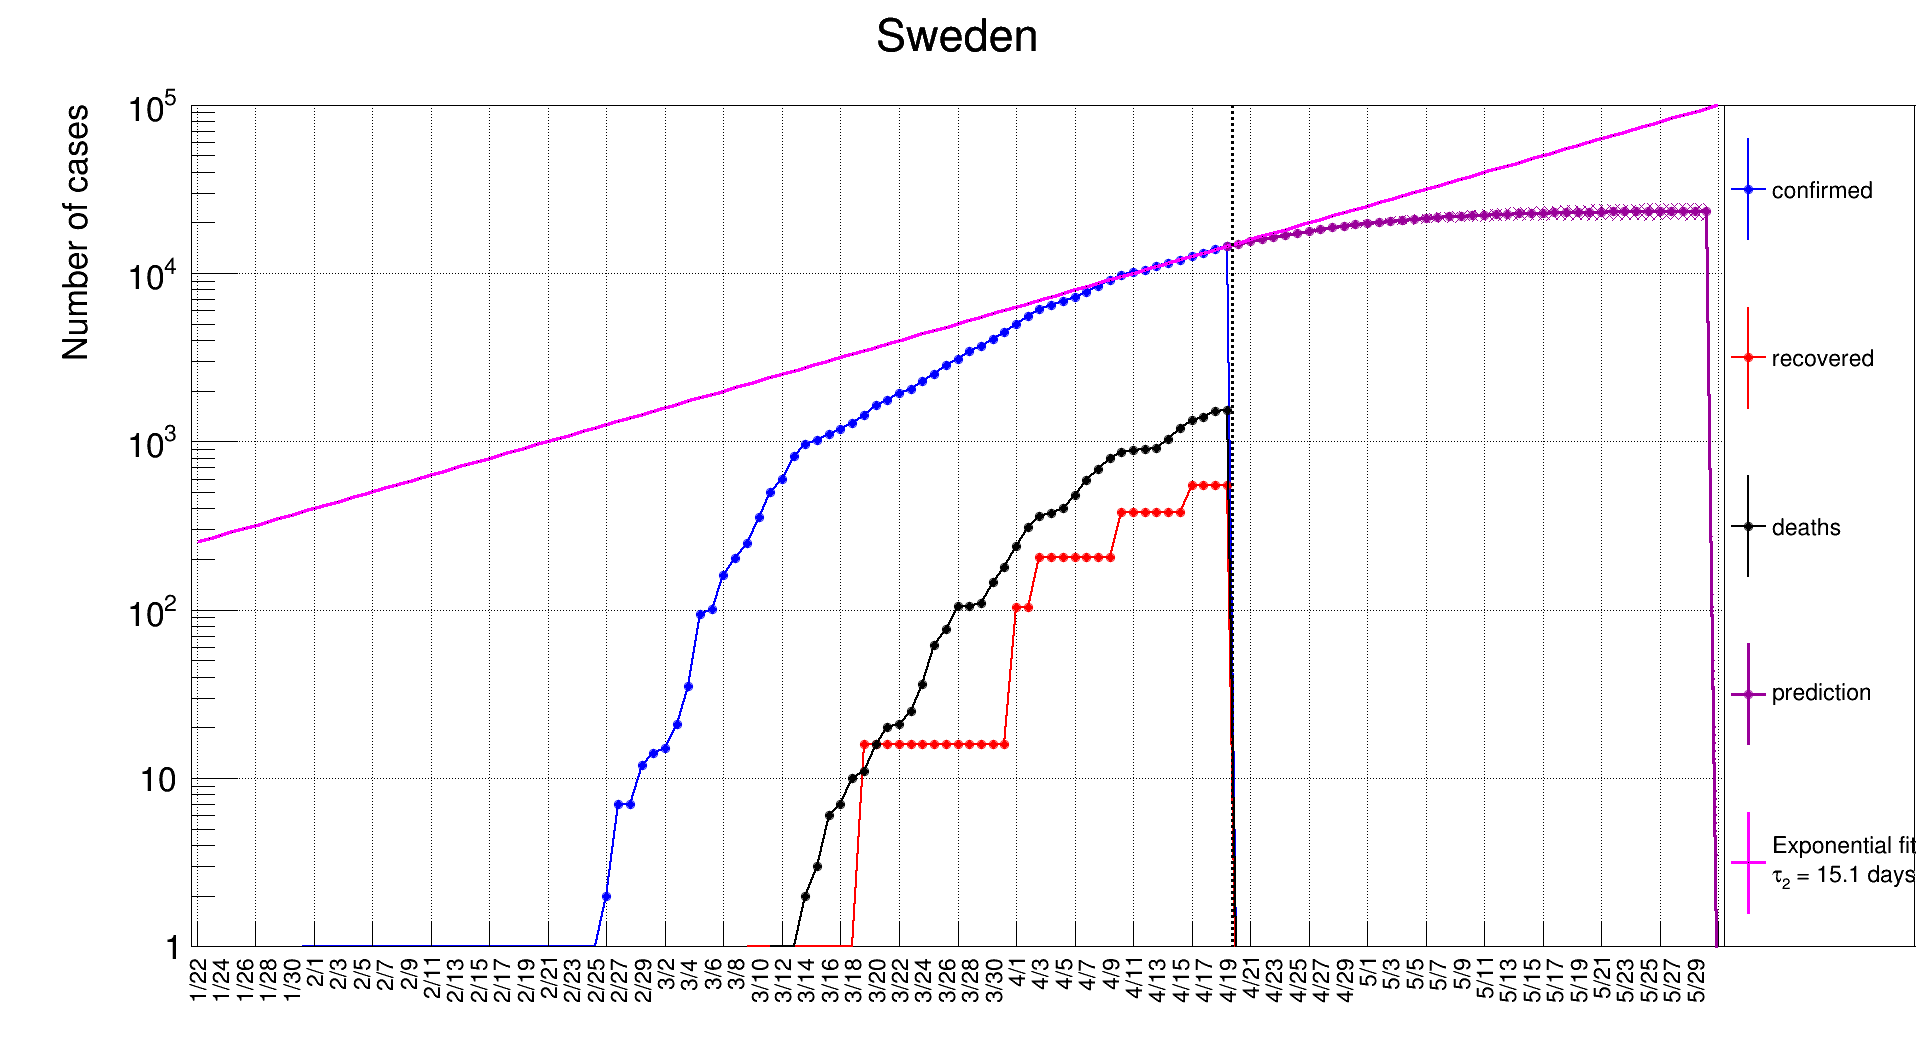 Sweden
Number of cases
10^5
10^4
10^3
10^2
10
1
1/22 1/24 1/26 1/28 1/30 2/1 2/3 2/5 2/7 2/9 2/11 2/13 2/15 2/17 2/19 2/21 2/23 2/25 2/27 2/29 3/2 3/4 3/6 3/8 3/10 3/12 3/14 3/16 3/18 3/20 3/22 3/24 3/26 3/28 3/30 4/1 4/3 4/5 4/7 4/9 4/11 4/13 4/15 4/17 4/19 4/21 4/23 4/25 4/27 4/29 5/1 5/3 5/5 5/7 5/9 5/11 5/13 5/15 5/17 5/19 5/21 5/23 5/25 5/27 5/29
confirmed
recovered
deaths
prediction
Exponential fit
τ₂ = 15.1 days